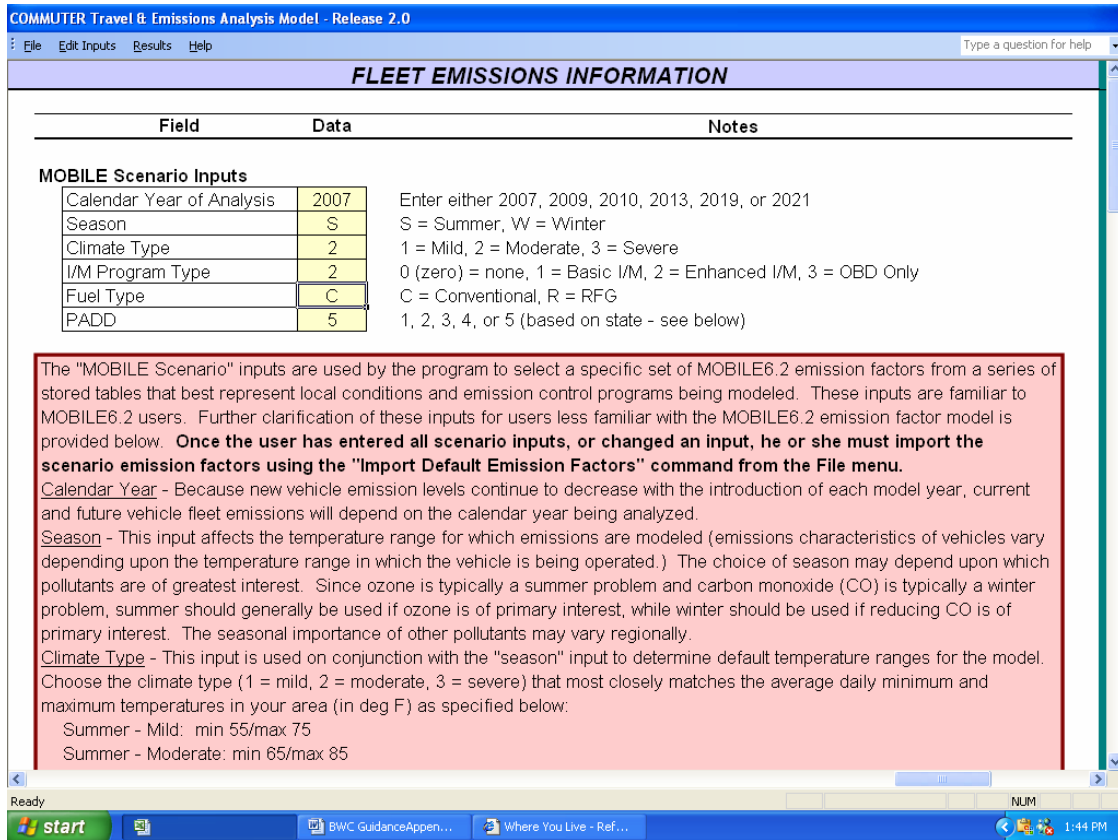 COMMUTER Travel & Emissions Analysis Model - Release 2.0
File Edit Inputs Results Help Type a question for help
FLEET EMISSIONS INFORMATION
Field Data Notes
MOBILE Scenario Inputs
Calendar Year of Analysis 2007 Enter either 2007, 2009, 2010, 2013, 2019, or 2021
Season S S = Summer, W = Winter
Climate Type 2 1 = Mild, 2 = Moderate, 3 = Severe
I/M Program Type 2 0 (zero) = none, 1 = Basic I/M, 2 = Enhanced I/M, 3 = OBD Only
Fuel Type C C = Conventional, R = RFG
PADD 5 1, 2, 3, 4, or 5 (based on state - see below)
The "MOBILE Scenario" inputs are used by the program to select a specific set of MOBILE6.2 emission factors from a series of
stored tables that best represent local conditions and emission control programs being modeled. These inputs are familiar to
MOBILE6.2 users. Further clarification of these inputs for users less familiar with the MOBILE6.2 emission factor model is
provided below. Once the user has entered all scenario inputs, or changed an input, he or she must import the
scenario emission factors using the "Import Default Emission Factors" command from the File menu.
Calendar Year - Because new vehicle emission levels continue to decrease with the introduction of each model year, current
and future vehicle fleet emissions will depend on the calendar year being analyzed.
Season - This input affects the temperature range for which emissions are modeled (emissions characteristics of vehicles vary
depending upon the temperature range in which the vehicle is being operated.) The choice of season may depend upon which
pollutants are of greatest interest. Since ozone is typically a summer problem and carbon monoxide (CO) is typically a winter
problem, summer should generally be used if ozone is of primary interest, while winter should be used if reducing CO is of
primary interest. The seasonal importance of other pollutants may vary regionally.
Climate Type - This input is used on conjunction with the "season" input to determine default temperature ranges for the model.
Choose the climate type (1 = mild, 2 = moderate, 3 = severe) that most closely matches the average daily minimum and
maximum temperatures in your area (in deg F) as specified below:
Summer - Mild: min 55/max 75
Summer - Moderate: min 65/max 85
Ready NUM
start BWC GuidanceAppen... Where You Live - Ref... 1:44 PM